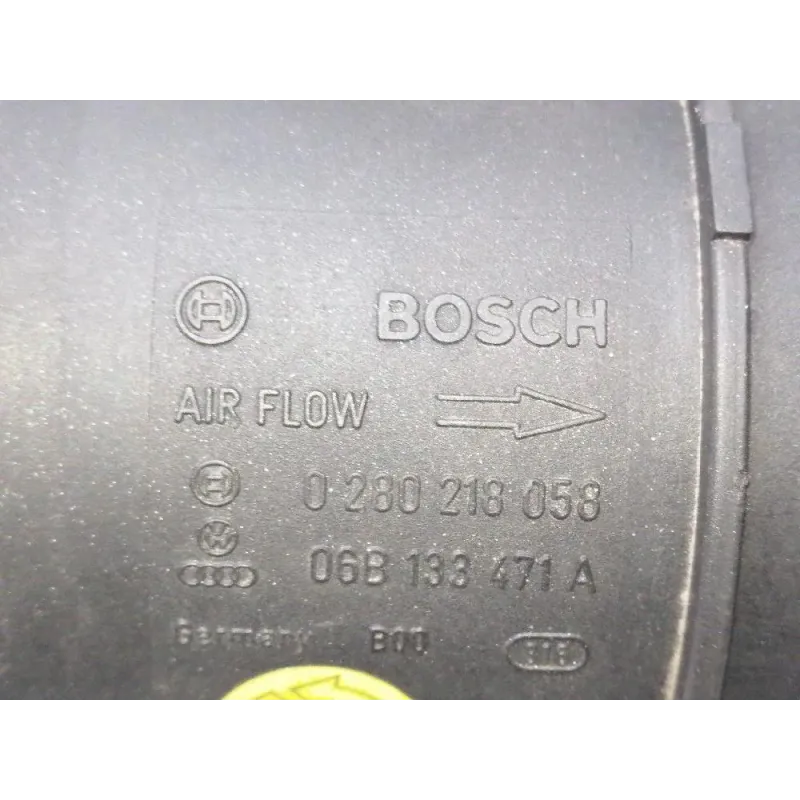 BOSCH
AIR FLOW
0 280 218 058
06B 133 471 A
Germany B00